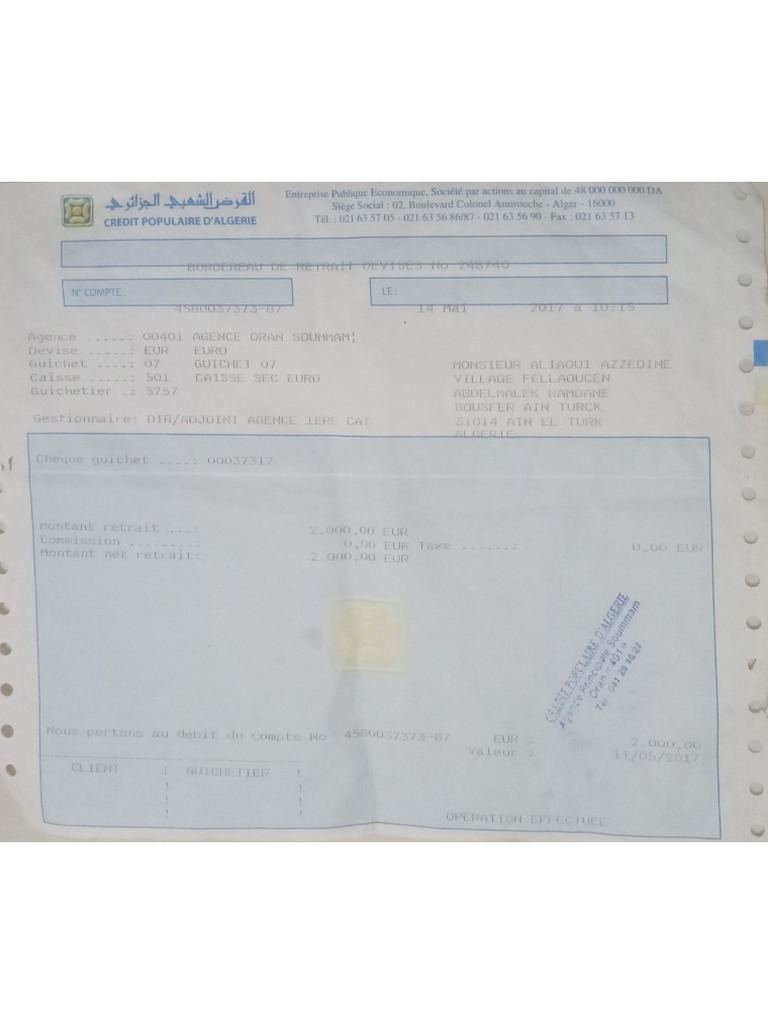 القرض الشعبي الجزائري
CREDIT POPULAIRE D'ALGERIE
Entreprise Publique Economique, Société par actions au capital de 48 000 000 000 DA
Siège Social : 02, Boulevard Colonel Amirouche - Alger - 16000
Tél. : 021 63 57 05 - 021 63 56 86/87 - 021 63 56 90 - Fax : 021 63 57 13
BORDEREAU DE RETRAIT DEVISES No 248740
N° COMPTE : LE :
4580037373-87 14 Mai 2017 a 10:15
Agence .....: 00401 AGENCE ORAN SOUMMAM
Devise .....: EUR EURO
Guichet ....: 07 GUICHET 07 MONSIEUR ALIAOUI AZZEDINE
Caisse .....: 501 CAISSE SEC EURO VILLAGE FELLAOUCEN
Guichetier .: 5757 ABDELMALEK RAMDANE
BOUSFER AIN TURCK
Gestionnaire: DIR/ADJOINT AGENCE 1ERE CAT 31014 AIN EL TURK
ALGERIE
Cheque guichet ....: 00037317
Montant retrait ...: 2.000,00 EUR
Commission ........: 0,00 EUR Taxe ......: 0,00 EUR
Montant net retrait: 2.000,00 EUR
CREDIT POPULAIRE D'ALGERIE
Agence Principale Soummam
Oran " 401 "
Tél.
Nous portons au debit du compte No 4580037373-87 EUR : 2.000,00
Valeur : 11/05/2017
CLIENT ! GUICHETIER !
OPERATION EFFECTUEE